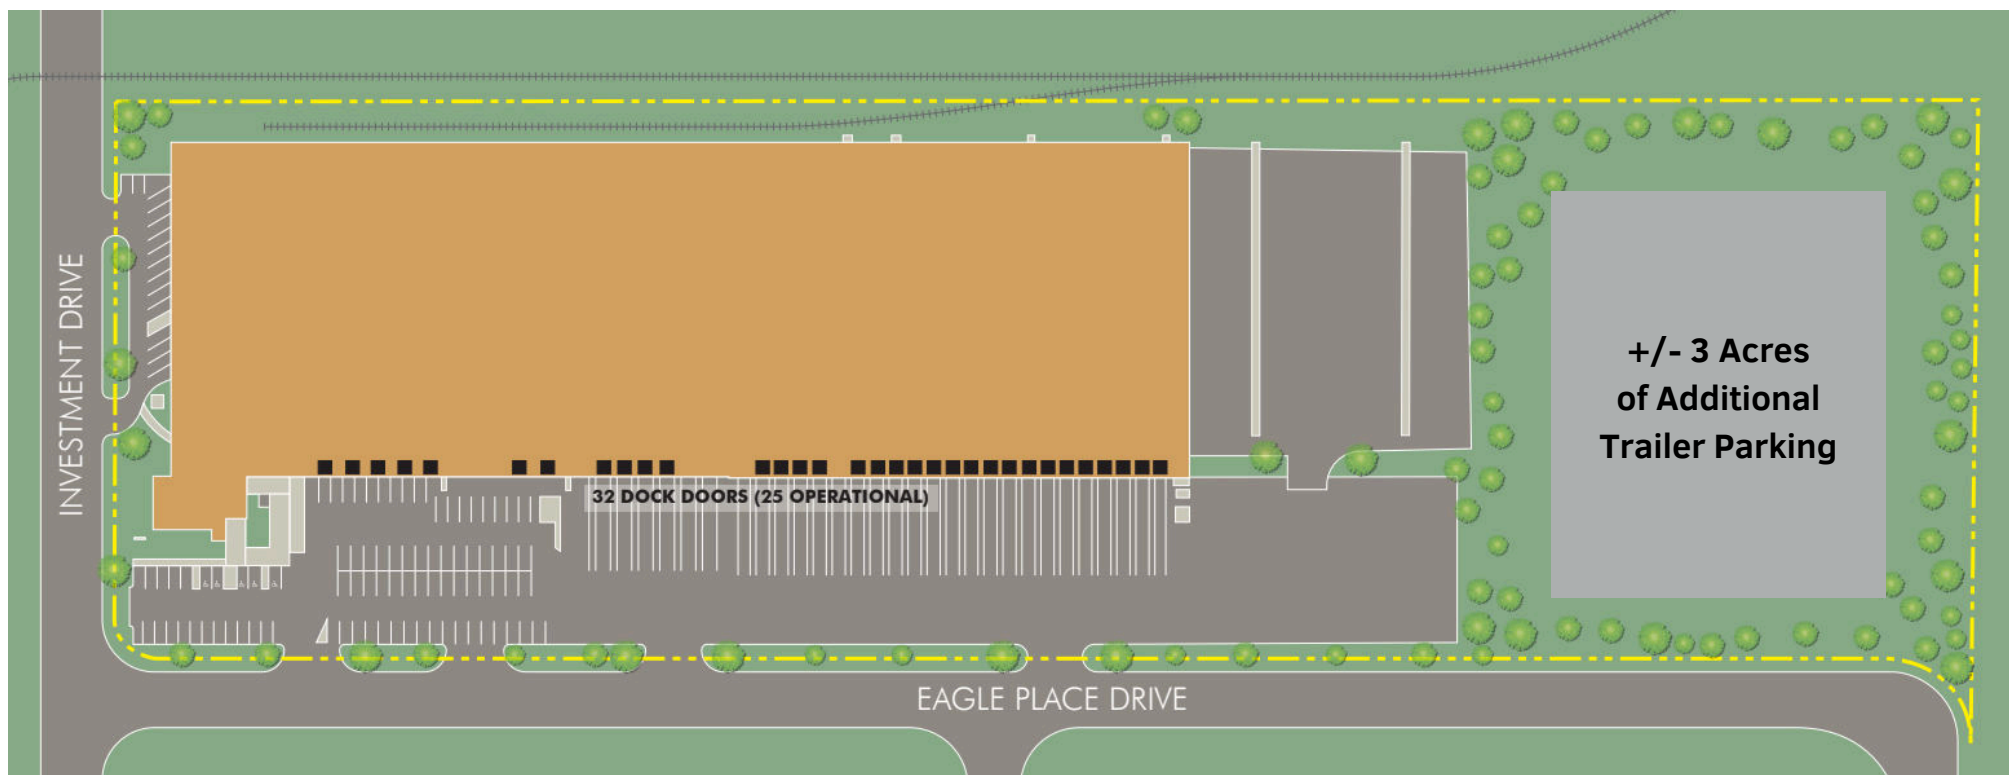 INVESTMENT DRIVE
32 DOCK DOORS (25 OPERATIONAL)
+/- 3 Acres
of Additional
Trailer Parking
EAGLE PLACE DRIVE